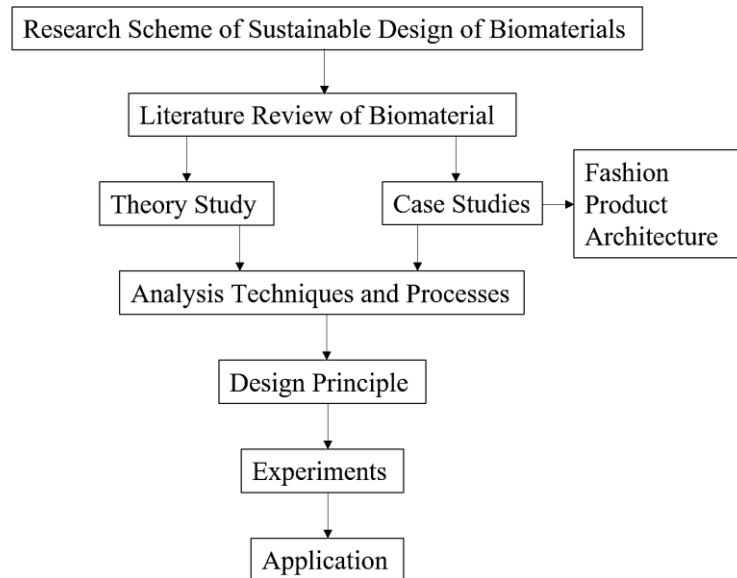 Research Scheme of Sustainable Design of Biomaterials
Literature Review of Biomaterial
Theory Study
Case Studies
Fashion
Product
Architecture
Analysis Techniques and Processes
Design Principle
Experiments
Application